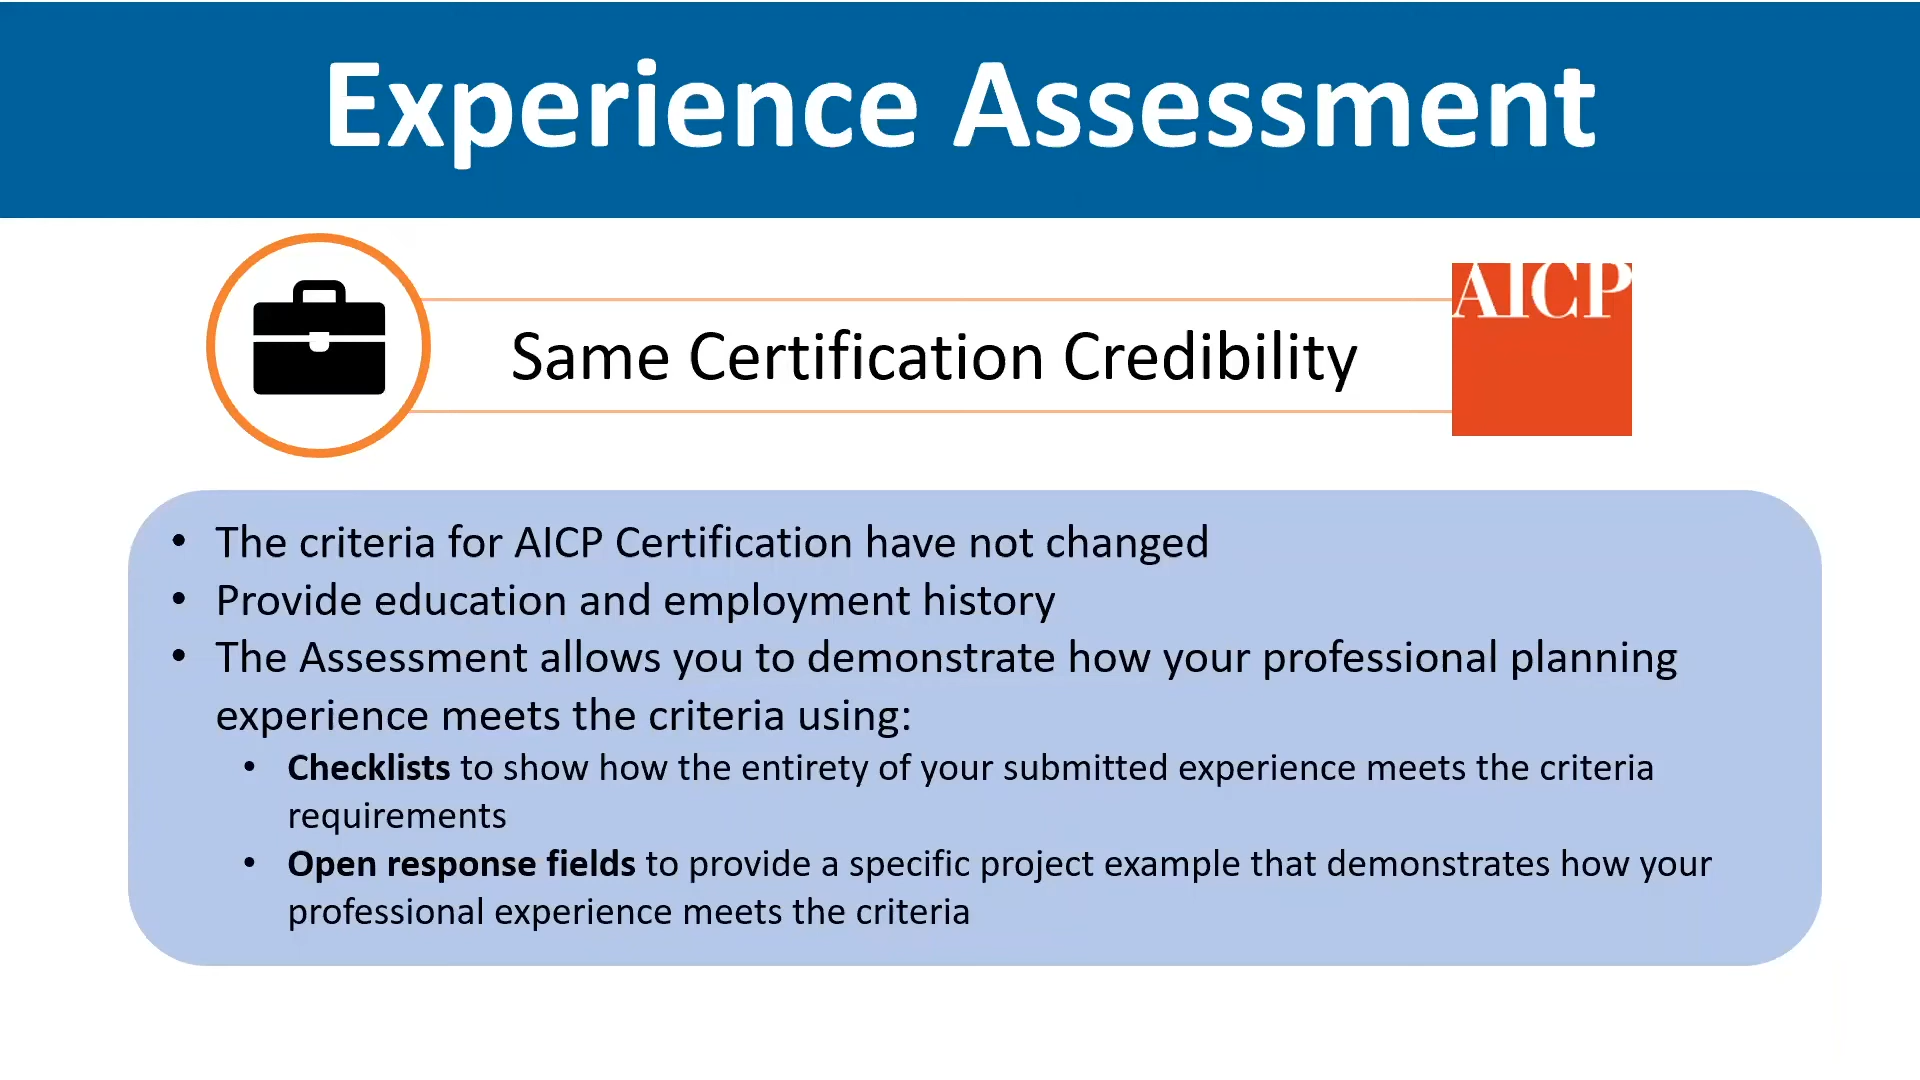 Experience Assessment
Same Certification Credibility
AICP
• The criteria for AICP Certification have not changed
• Provide education and employment history
• The Assessment allows you to demonstrate how your professional planning
experience meets the criteria using:
• Checklists to show how the entirety of your submitted experience meets the criteria
requirements
• Open response fields to provide a specific project example that demonstrates how your
professional experience meets the criteria